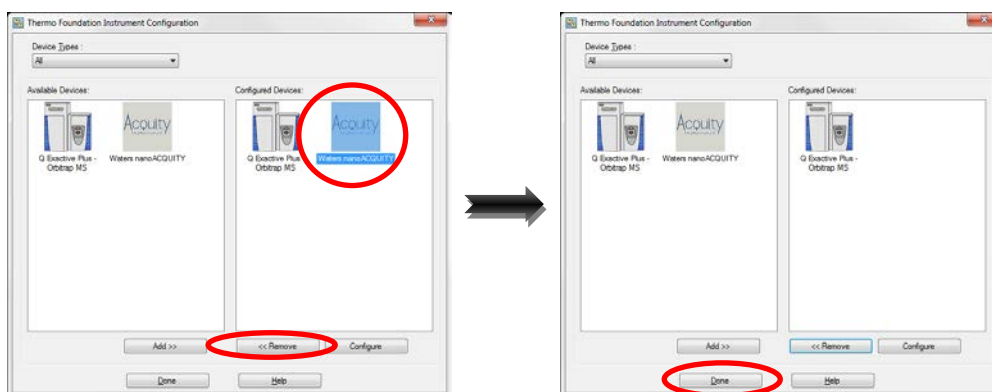 Thermo Foundation Instrument Configuration
Device Types :
All
Available Devices:
Configured Devices:
Acquity
Acquity
Q Exactive Plus - Orbitrap MS
Waters nanoACQUITY
Q Exactive Plus - Orbitrap MS
Waters nanoACQUITY
Add >>
<< Remove
Configure
Done
Help
Thermo Foundation Instrument Configuration
Device Types :
All
Available Devices:
Configured Devices:
Acquity
Q Exactive Plus -
Orbitrap MS
Waters nanoACQUITY
Q Exactive Plus -
Orbitrap MS
Add >>
<< Remove
Configure
Done
Help